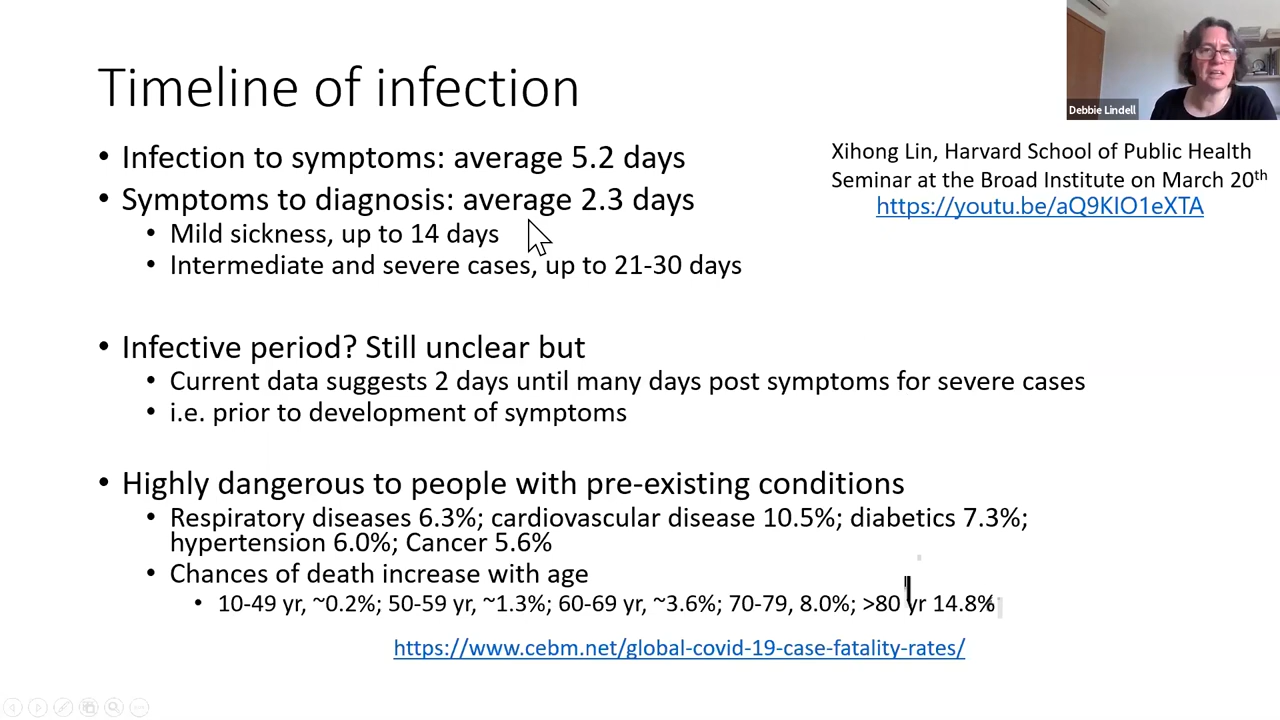 Timeline of infection
Debbie Lindell
• Infection to symptoms: average 5.2 days
• Symptoms to diagnosis: average 2.3 days
• Mild sickness, up to 14 days
• Intermediate and severe cases, up to 21-30 days
Xihong Lin, Harvard School of Public Health
Seminar at the Broad Institute on March 20th
https://youtu.be/aQ9KIO1eXTA
• Infective period? Still unclear but
• Current data suggests 2 days until many days post symptoms for severe cases
• i.e. prior to development of symptoms
• Highly dangerous to people with pre-existing conditions
• Respiratory diseases 6.3%; cardiovascular disease 10.5%; diabetics 7.3%;
hypertension 6.0%; Cancer 5.6%
• Chances of death increase with age
• 10-49 yr, ~0.2%; 50-59 yr, ~1.3%; 60-69 yr, ~3.6%; 70-79, 8.0%; >80 yr 14.8%
https://www.cebm.net/global-covid-19-case-fatality-rates/